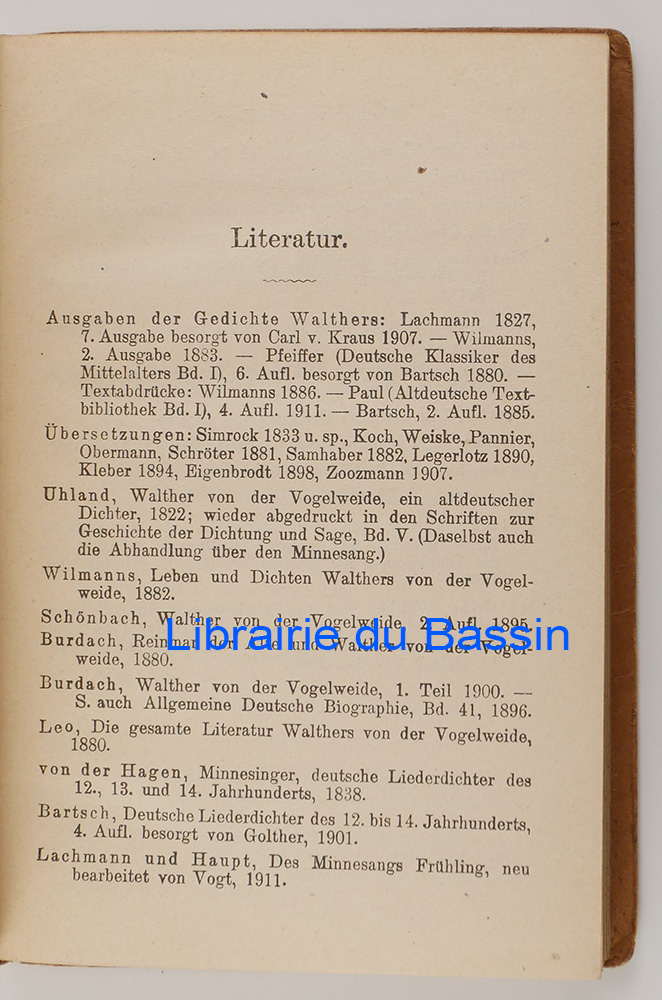 Literatur.
Ausgaben der Gedichte Walthers: Lachmann 1827,
7. Ausgabe besorgt von Carl v. Kraus 1907. — Wilmanns,
2. Ausgabe 1883. — Pfeiffer (Deutsche Klassiker des
Mittelalters Bd. I), 6. Aufl. besorgt von Bartsch 1880. —
Textabdrücke: Wilmanns 1886. — Paul (Altdeutsche Text-
bibliothek Bd. I), 4. Aufl. 1911. — Bartsch, 2. Aufl. 1885.
Übersetzungen: Simrock 1833 u. sp., Koch, Weiske, Pannier,
Obermann, Schröter 1881, Samhaber 1882, Legerlotz 1890,
Kleber 1894, Eigenbrodt 1898, Zoozmann 1907.
Uhland, Walther von der Vogelweide, ein altdeutscher
Dichter, 1822; wieder abgedruckt in den Schriften zur
Geschichte der Dichtung und Sage, Bd. V. (Daselbst auch
die Abhandlung über den Minnesang.)
Wilmanns, Leben und Dichten Walthers von der Vogel-
weide, 1882.
Schönbach, Walther von der Vogelweide, 2. Aufl. 1895.
Librairie du Bassin
Burdach, Reinmar der Alte und Walther von der Vogel-
weide, 1880.
Burdach, Walther von der Vogelweide, 1. Teil 1900. —
S. auch Allgemeine Deutsche Biographie, Bd. 41, 1896.
Leo, Die gesamte Literatur Walthers von der Vogelweide,
1880.
von der Hagen, Minnesinger, deutsche Liederdichter des
12., 13. und 14. Jahrhunderts, 1838.
Bartsch, Deutsche Liederdichter des 12. bis 14. Jahrhunderts,
4. Aufl. besorgt von Golther, 1901.
Lachmann und Haupt, Des Minnesangs Frühling, neu
bearbeitet von Vogt, 1911.